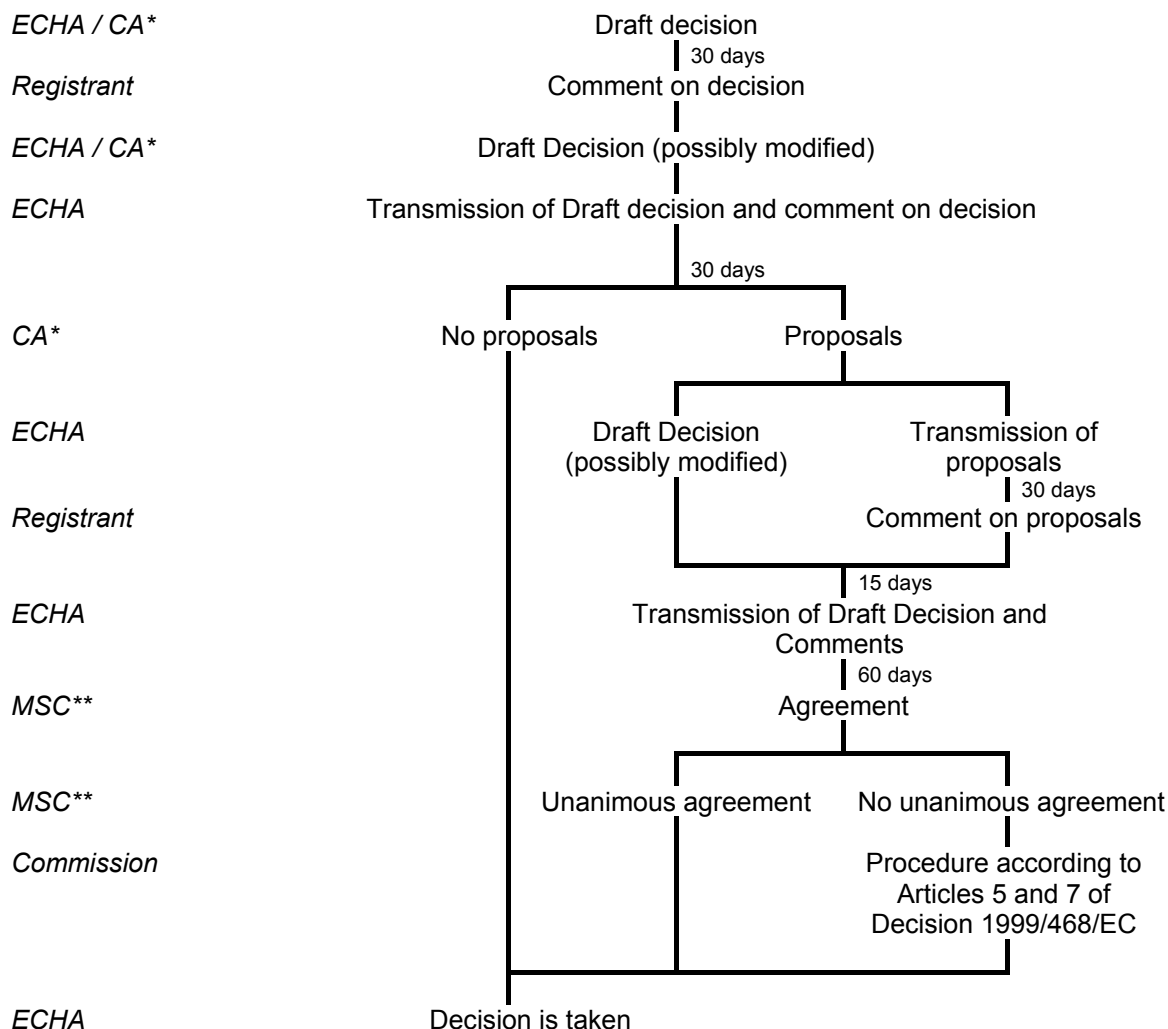 ECHA / CA* Draft decision
30 days
Registrant Comment on decision
ECHA / CA* Draft Decision (possibly modified)
ECHA Transmission of Draft decision and comment on decision
30 days
CA* No proposals Proposals
ECHA Draft Decision Transmission of
(possibly modified) proposals
30 days
Registrant Comment on proposals
15 days
ECHA Transmission of Draft Decision and
Comments
60 days
MSC** Agreement
MSC** Unanimous agreement No unanimous agreement
Commission Procedure according to
Articles 5 and 7 of
Decision 1999/468/EC
ECHA Decision is taken